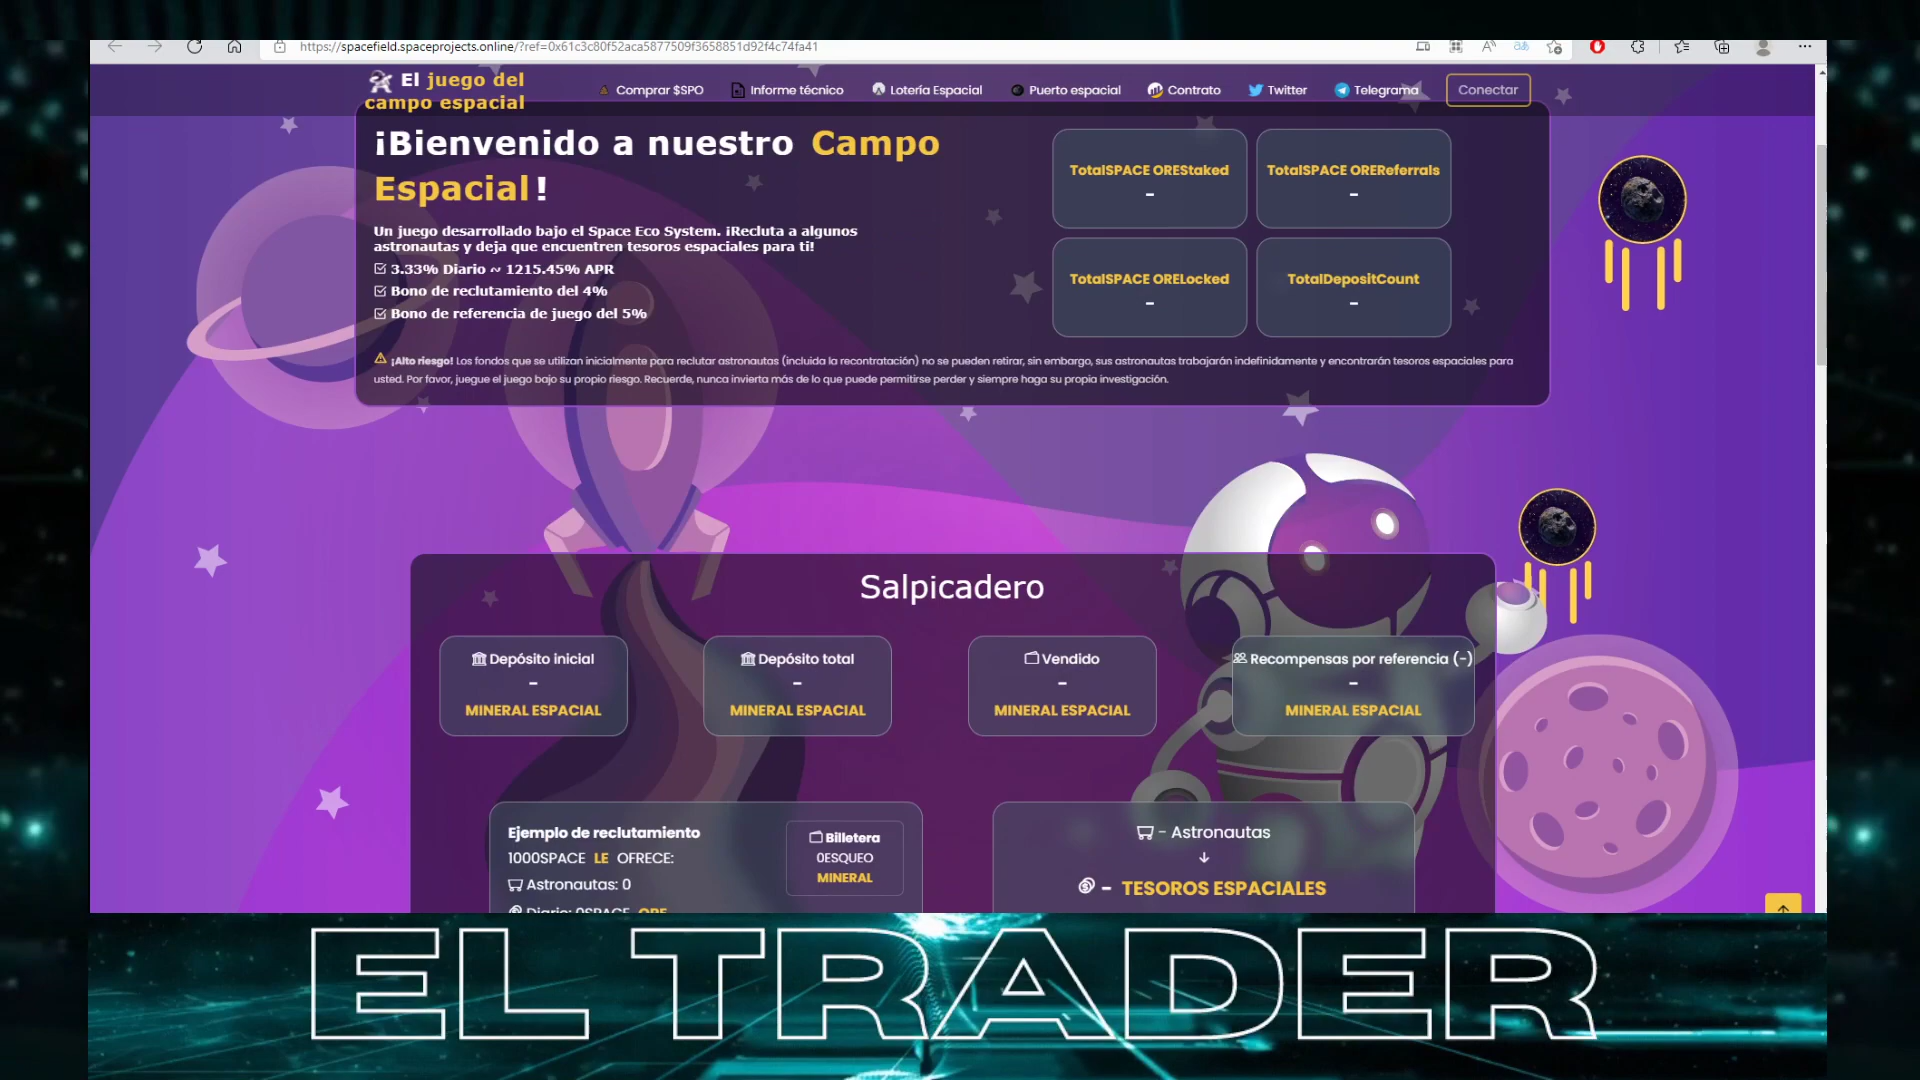 https://spacefield.spaceprojects.online/?ref=0x61c3c80f52aca5877509f3658851d92f4c74fa41
El juego del
campo espacial
Comprar $SPO
Informe técnico
Lotería Espacial
Puerto espacial
Contrato
Twitter
Telegrama
Conectar
¡Bienvenido a nuestro Campo
Espacial!
Un juego desarrollado bajo el Space Eco System. ¡Recluta a algunos
astronautas y deja que encuentren tesoros espaciales para ti!
3.33% Diario ~ 1215.45% APR
Bono de reclutamiento del 4%
Bono de referencia de juego del 5%
TotalSPACE OREStaked
-
TotalSPACE OREReferrals
-
TotalSPACE ORELocked
-
TotalDepositCount
-
¡Alto riesgo! Los fondos que se utilizan inicialmente para reclutar astronautas (incluida la recontratación) no se pueden retirar, sin embargo, sus astronautas trabajarán indefinidamente y encontrarán tesoros espaciales para
usted. Por favor, juegue el juego bajo su propio riesgo. Recuerde, nunca invierta más de lo que puede permitirse perder y siempre haga su propia investigación.
Salpicadero
Depósito inicial
-
MINERAL ESPACIAL
Depósito total
-
MINERAL ESPACIAL
Vendido
-
MINERAL ESPACIAL
Recompensas por referencia (-)
-
MINERAL ESPACIAL
Ejemplo de reclutamiento
1000SPACE LE OFRECE:
Astronautas: 0
Diario: 0SPACE ORE
Billetera
0ESQUEO
MINERAL
- Astronautas
- TESOROS ESPACIALES
EL TRADER